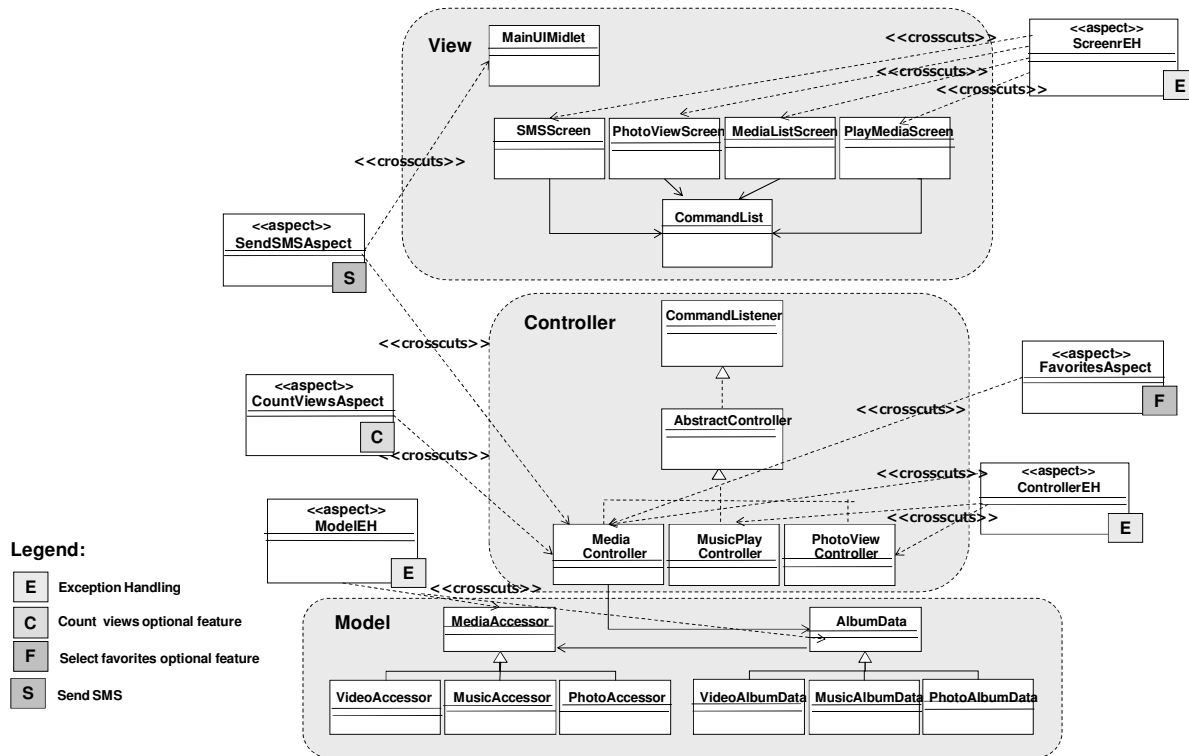 View
MainUIMidlet
<<crosscuts>>
<<aspect>>
ScreenrEH
<<crosscuts>>
<<crosscuts>>
E
SMSScreen
PhotoViewScreen
MediaListScreen
PlayMediaScreen
<<crosscuts>>
CommandList
<<aspect>>
SendSMSAspect
S
Controller
CommandListener
<<crosscuts>>
<<aspect>>
CountViewsAspect
C
<<crosscuts>>
<<aspect>>
FavoritesAspect
F
<<crosscuts>>
AbstractController
<<crosscuts>>
<<aspect>>
ControllerEH
<<crosscuts>>
E
<<aspect>>
ModelEH
E
Media
Controller
MusicPlay
Controller
PhotoView
Controller
<<crosscuts>>
Model
MediaAccessor
AlbumData
VideoAccessor
MusicAccessor
PhotoAccessor
VideoAlbumData
MusicAlbumData
PhotoAlbumData
Legend:
E Exception Handling
C Count views optional feature
F Select favorites optional feature
S Send SMS